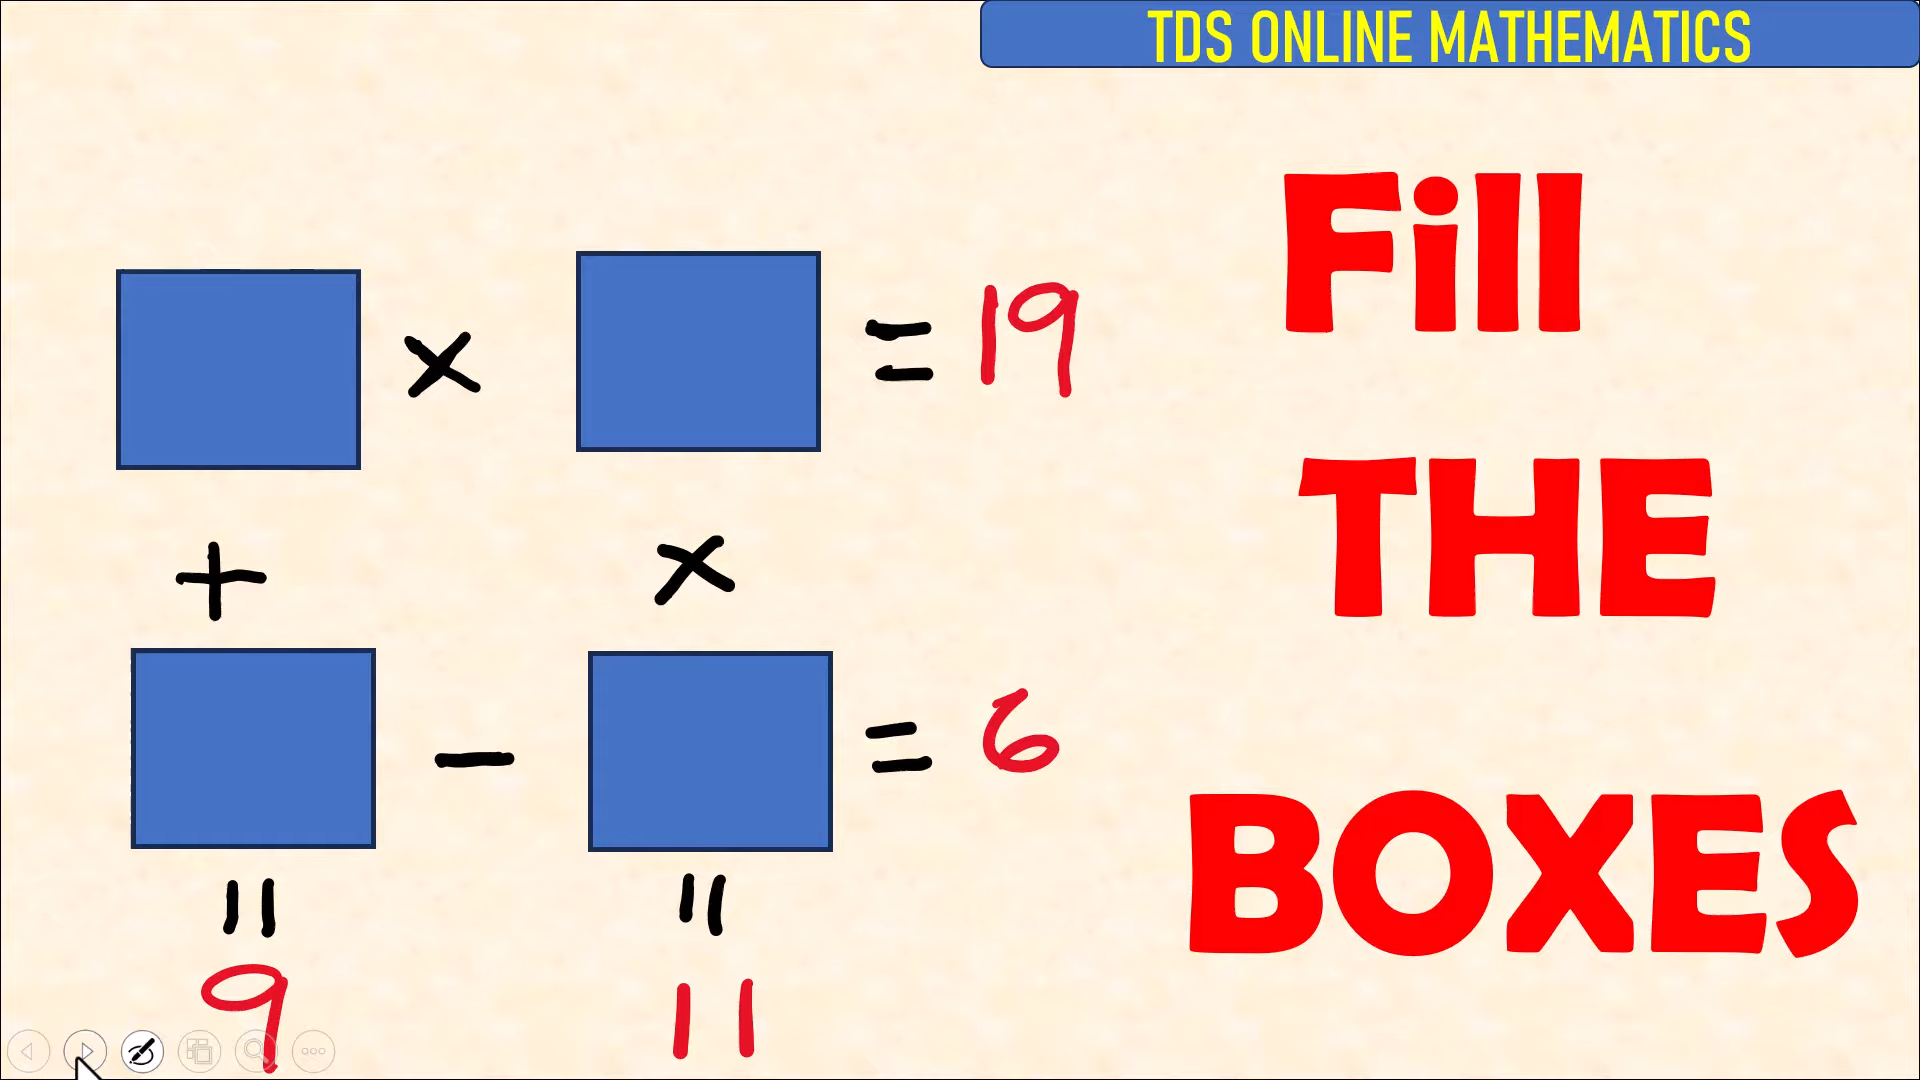 TDS ONLINE MATHEMATICS
Fill
THE
BOXES
× = 19
+ ×
− = 6
= =
9 11